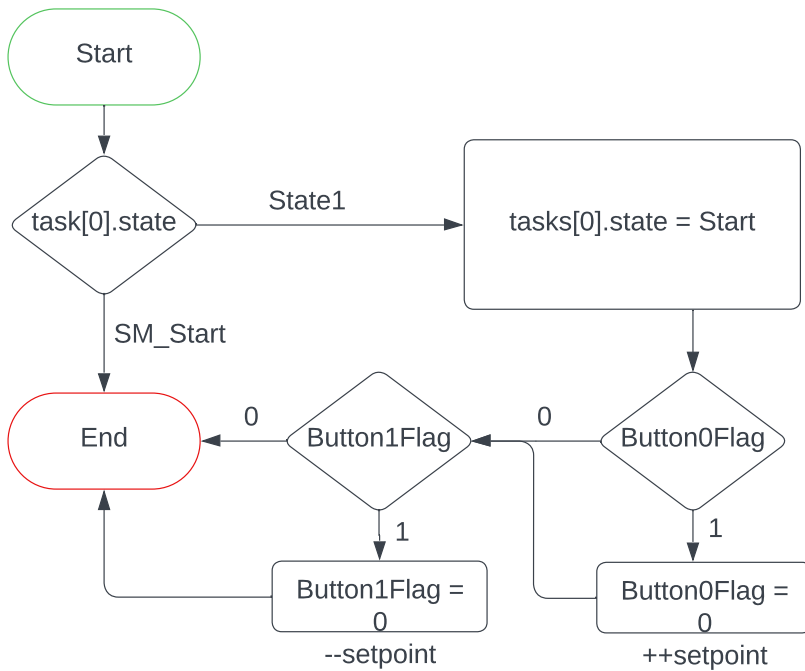 Start
task[0].state
State1
tasks[0].state = Start
SM_Start
End
0
Button1Flag
0
Button0Flag
1
1
Button1Flag =
0
--setpoint
Button0Flag =
0
++setpoint